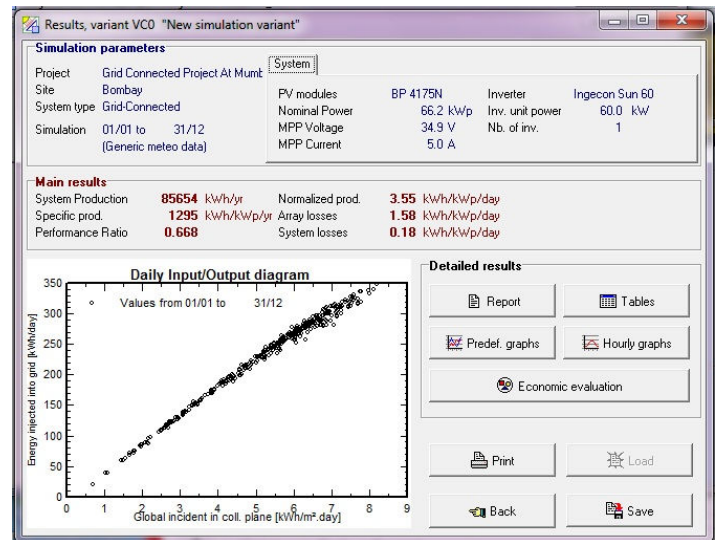 Results, variant VC0 "New simulation variant"
Simulation parameters
Project Grid Connected Project At Mumb
Site Bombay
System type Grid-Connected
Simulation 01/01 to 31/12
(Generic meteo data)
System
PV modules BP 4175N Inverter Ingecon Sun 60
Nominal Power 66.2 kWp Inv. unit power 60.0 kW
MPP Voltage 34.9 V Nb. of inv. 1
MPP Current 5.0 A
Main results
System Production 85654 kWh/yr Normalized prod. 3.55 kWh/kWp/day
Specific prod. 1295 kWh/kWp/yr Array losses 1.58 kWh/kWp/day
Performance Ratio 0.668 System losses 0.18 kWh/kWp/day
Daily Input/Output diagram
Values from 01/01 to 31/12
350
300
250
200
150
100
50
0
Energy injected into grid [kWh/day]
0 1 2 3 4 5 6 7 8 9
Global incident in coll. plane [kWh/m².day]
Detailed results
Report Tables
Predef. graphs Hourly graphs
Economic evaluation
Print Load
Back Save